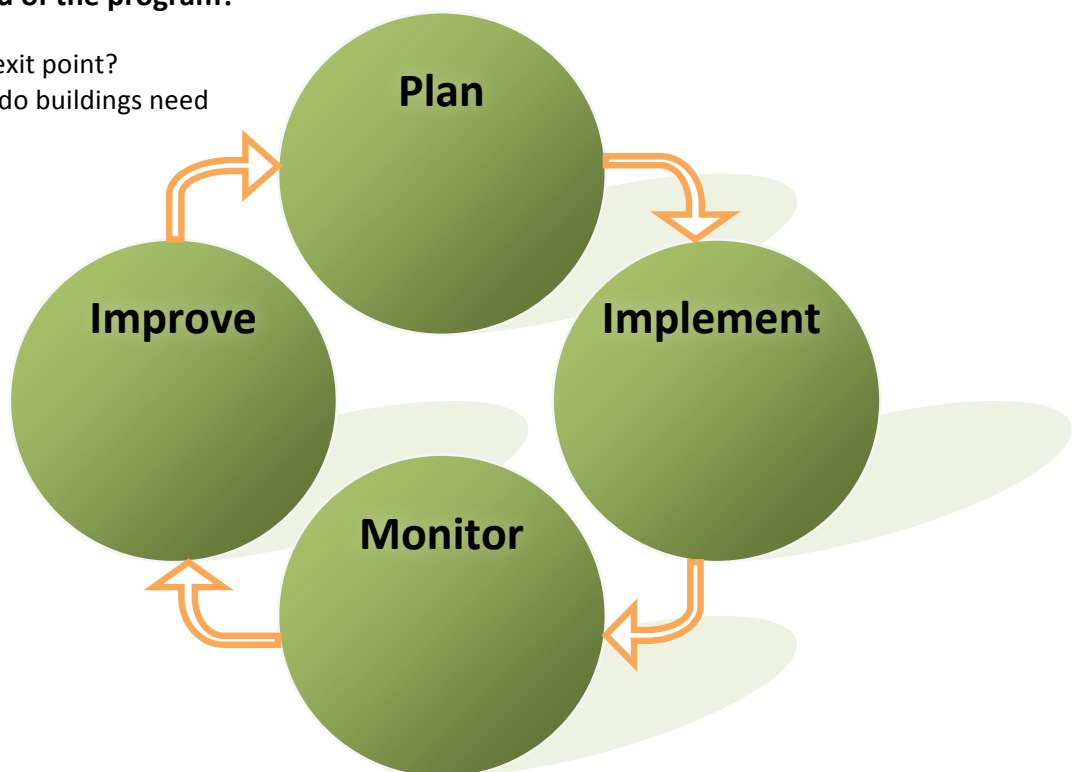 of the program?
exit point?
do buildings need
Plan
Improve
Implement
Monitor